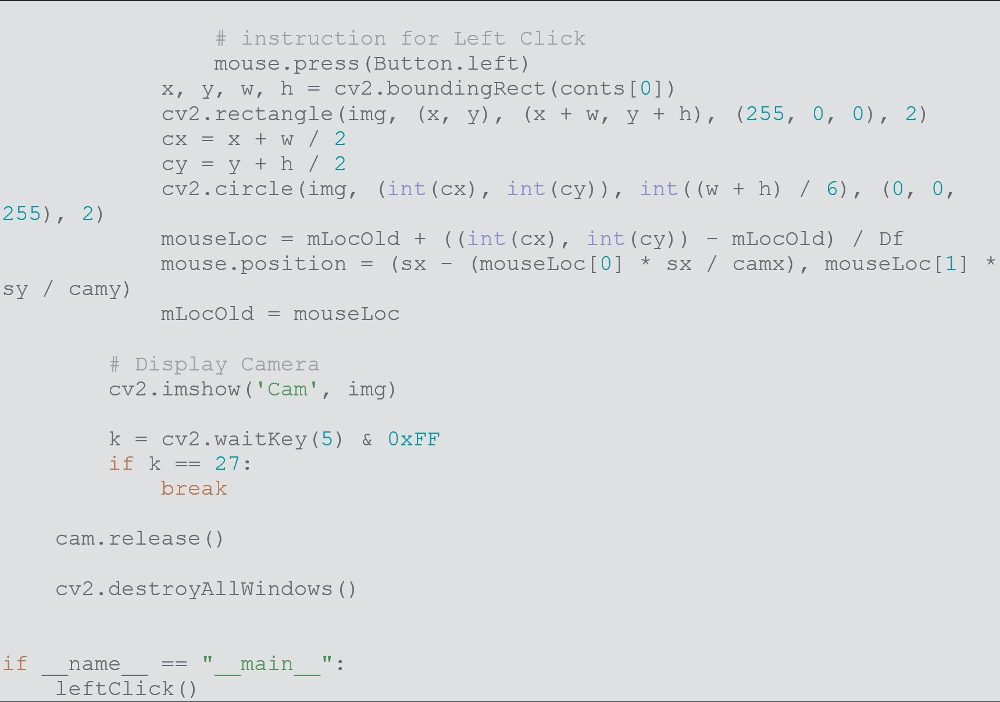 # instruction for Left Click
mouse.press(Button.left)
x, y, w, h = cv2.boundingRect(conts[0])
cv2.rectangle(img, (x, y), (x + w, y + h), (255, 0, 0), 2)
cx = x + w / 2
cy = y + h / 2
cv2.circle(img, (int(cx), int(cy)), int((w + h) / 6), (0, 0,
255), 2)
mouseLoc = mLocOld + ((int(cx), int(cy)) - mLocOld) / Df
mouse.position = (sx - (mouseLoc[0] * sx / camx), mouseLoc[1] *
sy / camy)
mLocOld = mouseLoc
# Display Camera
cv2.imshow('Cam', img)
k = cv2.waitKey(5) & 0xFF
if k == 27:
break
cam.release()
cv2.destroyAllWindows()
if __name__ == "__main__":
leftClick()